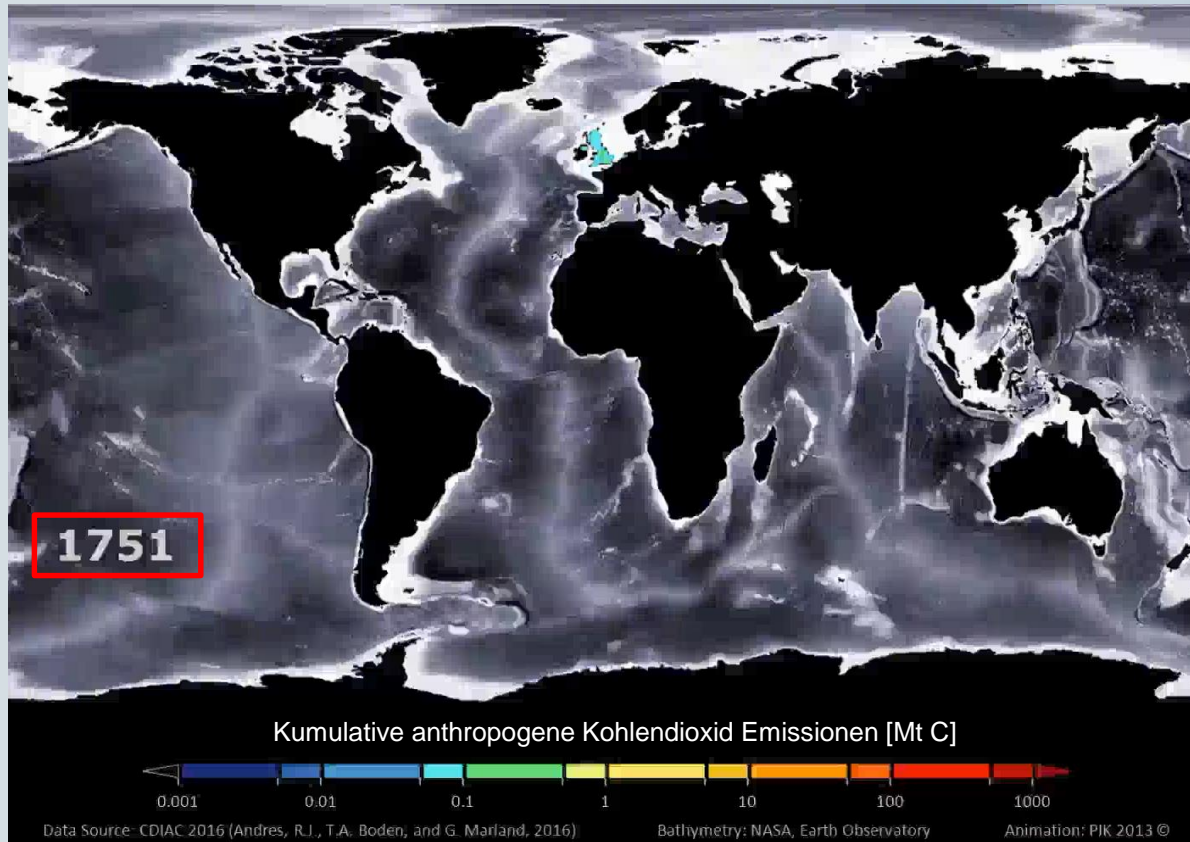 1751
Kumulative anthropogene Kohlendioxid Emissionen [Mt C]
0.001 0.01 0.1 1 10 100 1000
Data Source: CDIAC 2016 (Andres, R.J., T.A. Boden, and G. Marland, 2016) Bathymetry: NASA, Earth Observatory Animation: PIK 2013 ©